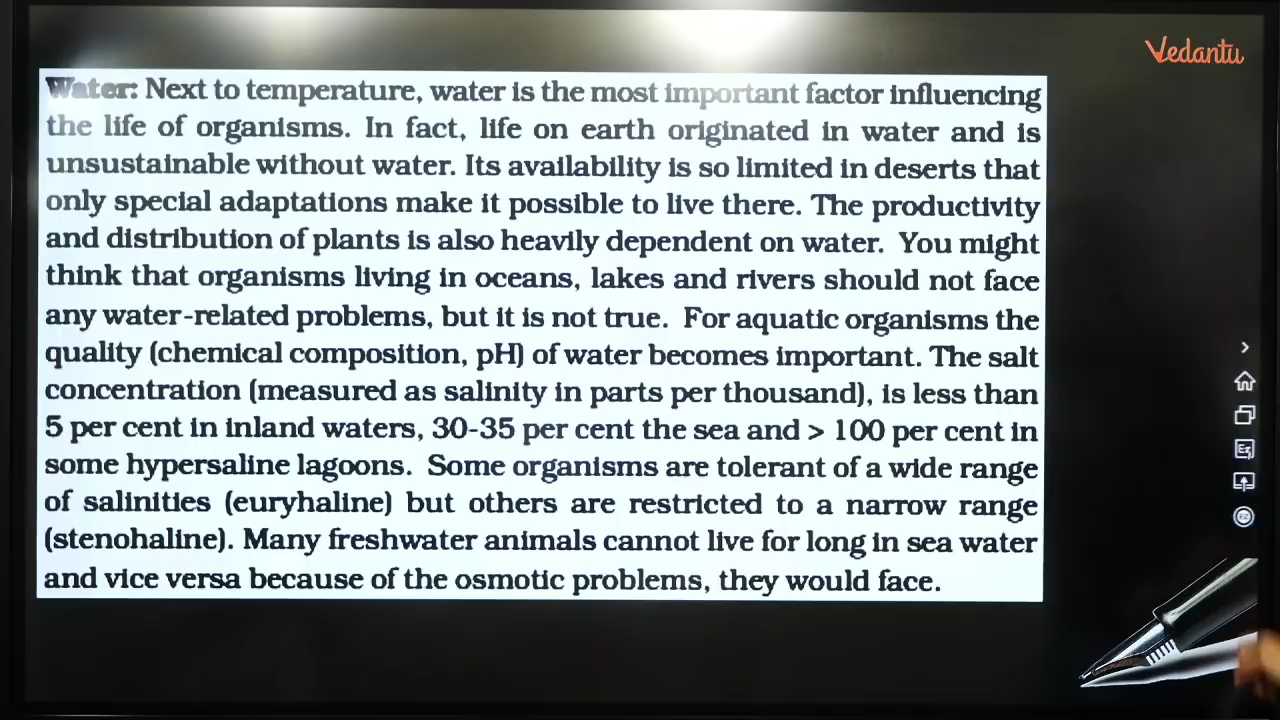 Vedantu
Water: Next to temperature, water is the most important factor influencing
the life of organisms. In fact, life on earth originated in water and is
unsustainable without water. Its availability is so limited in deserts that
only special adaptations make it possible to live there. The productivity
and distribution of plants is also heavily dependent on water. You might
think that organisms living in oceans, lakes and rivers should not face
any water-related problems, but it is not true. For aquatic organisms the
quality (chemical composition, pH) of water becomes important. The salt
concentration (measured as salinity in parts per thousand), is less than
5 per cent in inland waters, 30-35 per cent the sea and > 100 per cent in
some hypersaline lagoons. Some organisms are tolerant of a wide range
of salinities (euryhaline) but others are restricted to a narrow range
(stenohaline). Many freshwater animals cannot live for long in sea water
and vice versa because of the osmotic problems, they would face.